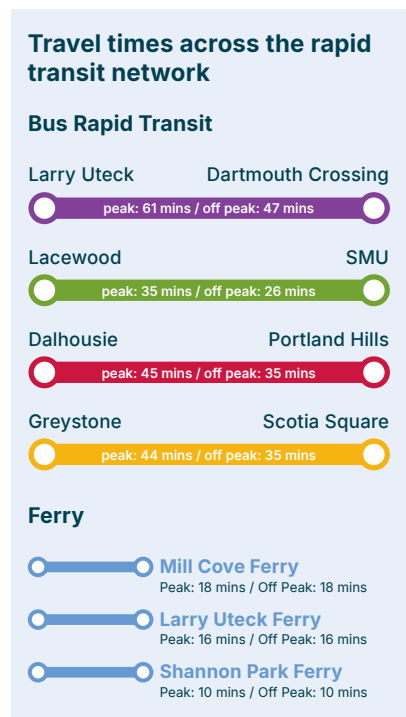 Travel times across the rapid
transit network
Bus Rapid Transit
Larry Uteck Dartmouth Crossing
peak: 61 mins / off peak: 47 mins
Lacewood SMU
peak: 35 mins / off peak: 26 mins
Dalhousie Portland Hills
peak: 45 mins / off peak: 35 mins
Greystone Scotia Square
peak: 44 mins / off peak: 35 mins
Ferry
Mill Cove Ferry
Peak: 18 mins / Off Peak: 18 mins
Larry Uteck Ferry
Peak: 16 mins / Off Peak: 16 mins
Shannon Park Ferry
Peak: 10 mins / Off Peak: 10 mins